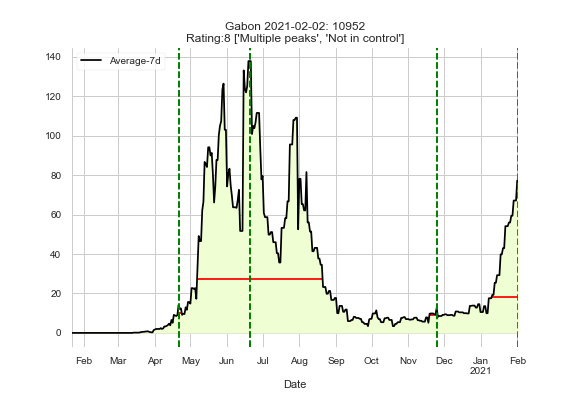 Gabon 2021-02-02: 10952
Rating:8 ['Multiple peaks', 'Not in control']
Average-7d
140
120
100
80
60
40
20
0
Feb Mar Apr May Jun Jul Aug Sep Oct Nov Dec Jan Feb
2021
Date